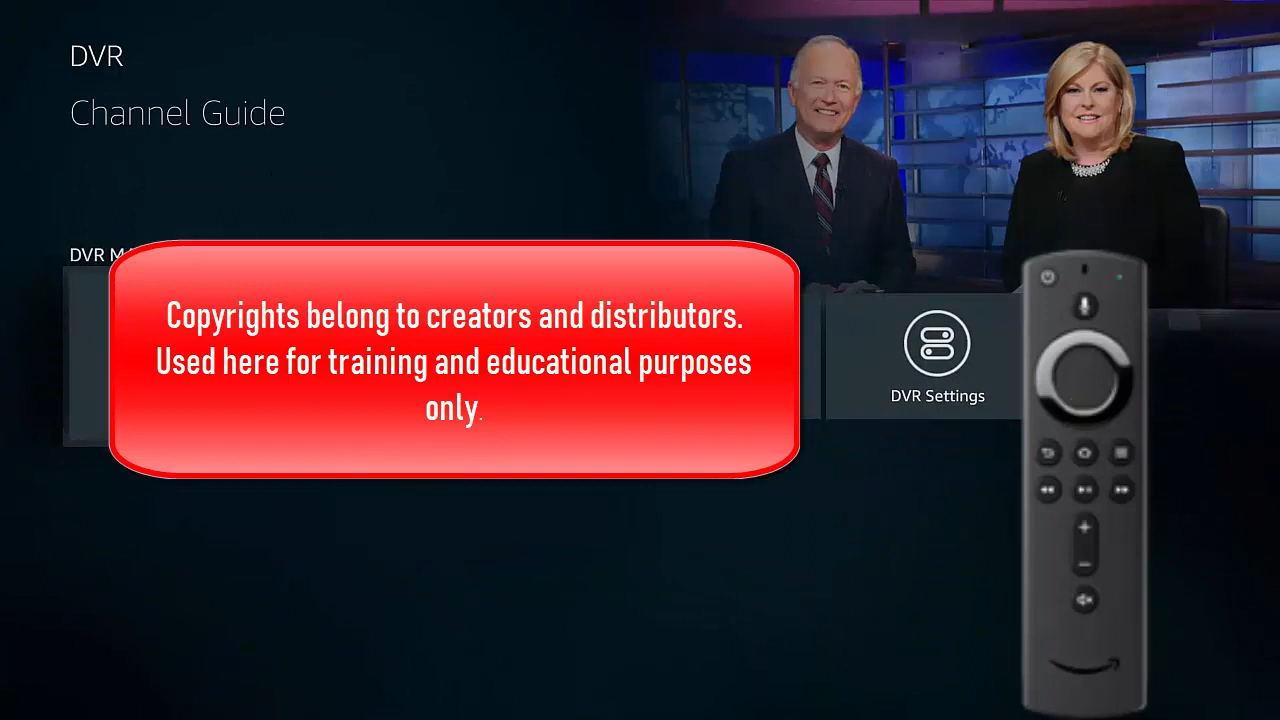 DVR
Channel Guide
DVR M
Copyrights belong to creators and distributors.
Used here for training and educational purposes
only.
DVR Settings